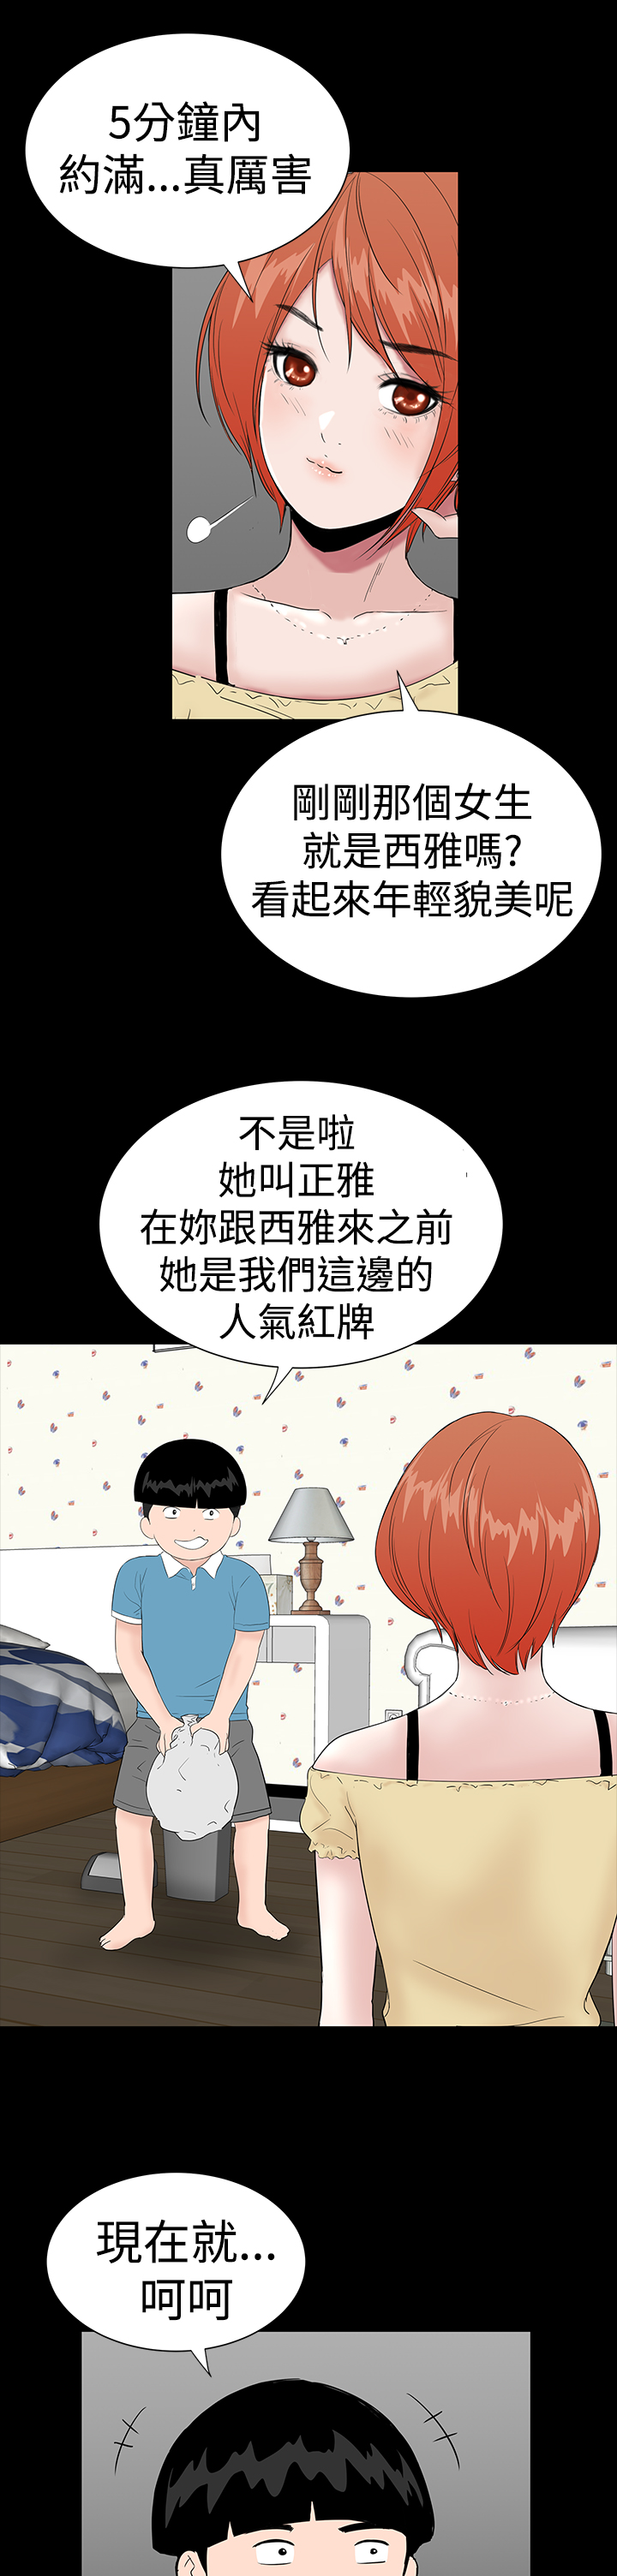 5分鐘內
約滿...真厲害
剛剛那個女生
就是西雅嗎?
看起來年輕貌美呢
不是啦
她叫正雅
在妳跟西雅來之前
她是我們這邊的
人氣紅牌
現在就...
呵呵